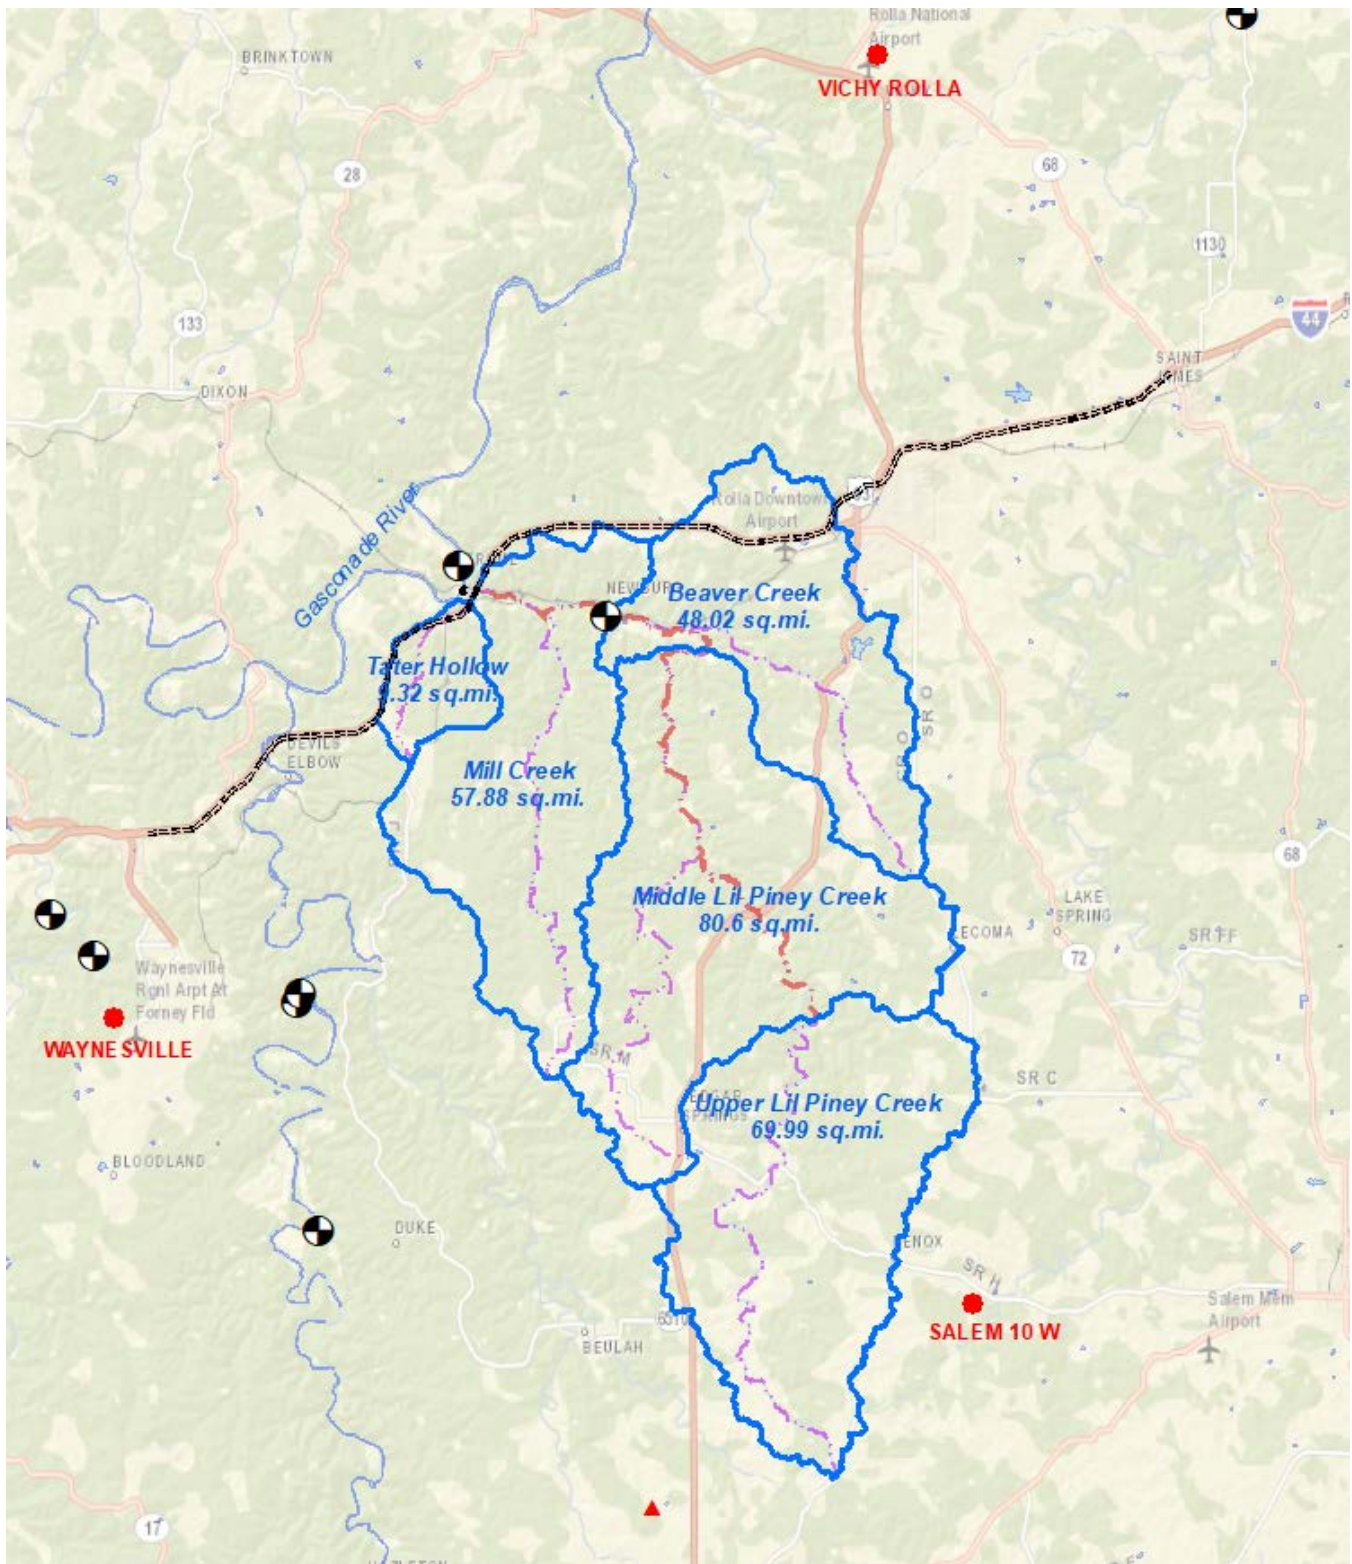 Rolla National
Airport
VICHY ROLLA
BRINKTOWN
28
68
1130
133
44
SAINT
DIXON
Gasconade River
Rolla Downtown
Airport
Beaver Creek
48.02 sq.mi.
Tater Hollow
9.32 sq.mi.
SR O
DEVILS
ELBOW
Mill Creek
57.88 sq.mi.
68
Middle Lil Piney Creek
80.6 sq.mi.
LAKE
SPRING
ECOMA
SR FF
72
Waynesville
Rgnl Arpt At
Forney Fld
WAYNESVILLE
SR M
SR C
Upper Lil Piney Creek
69.99 sq.mi.
BLOODLAND
DUKE
ENOX
SR H
SALEM 10 W
Salem Mem
Airport
BEULAH
17